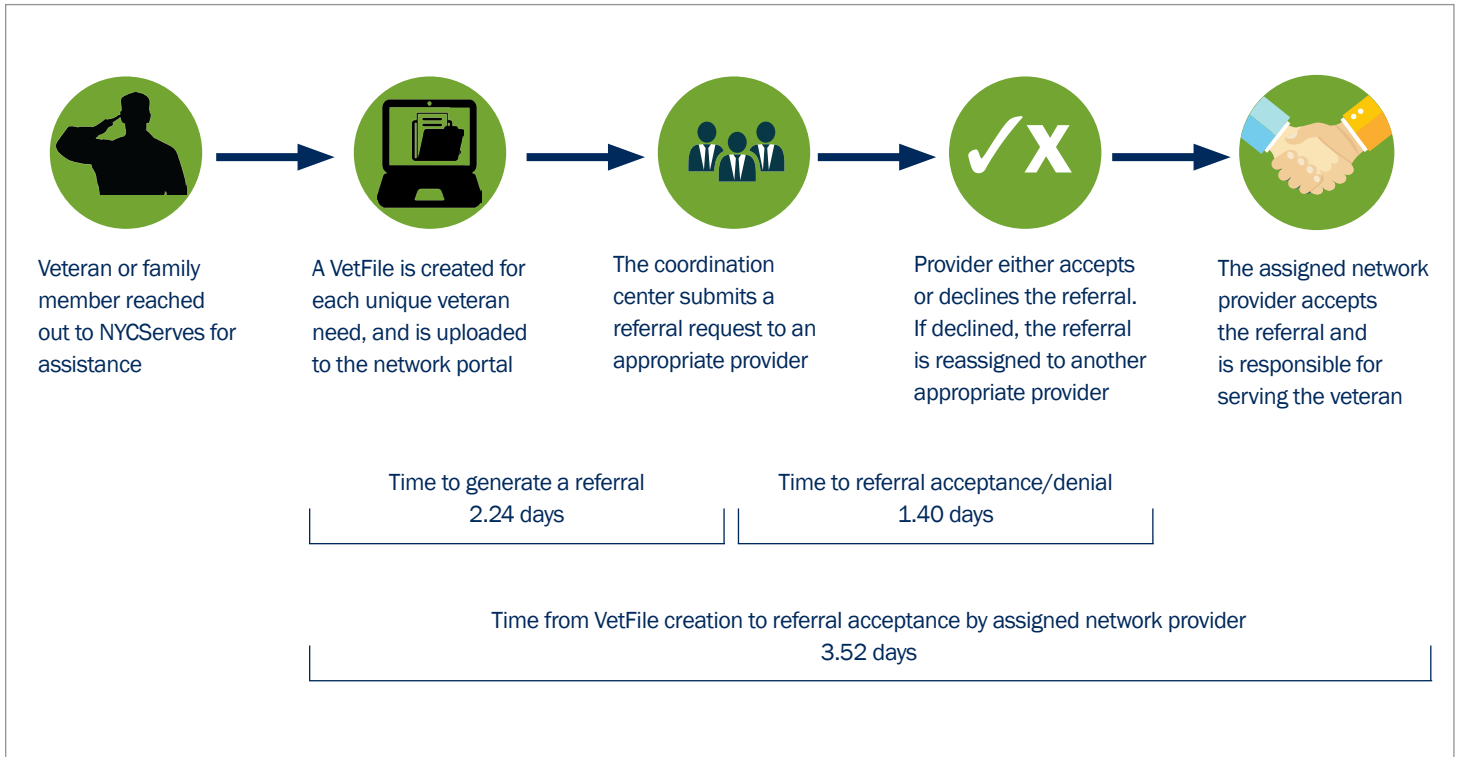 Veteran or family
member reached
out to NYCServes for
assistance
A VetFile is created for
each unique veteran
need, and is uploaded
to the network portal
The coordination
center submits a
referral request to an
appropriate provider
X
Provider either accepts
or declines the referral.
If declined, the referral
is reassigned to another
appropriate provider
The assigned network
provider accepts
the referral and
is responsible for
serving the veteran
Time to generate a referral
2.24 days
Time to referral acceptance/denial
1.40 days
Time from VetFile creation to referral acceptance by assigned network provider
3.52 days